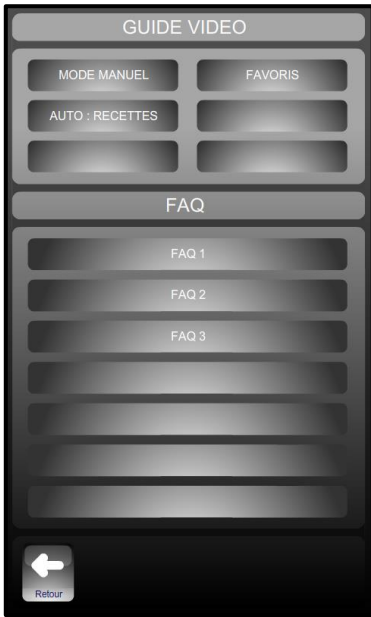 GUIDE VIDEO
MODE MANUEL FAVORIS
AUTO : RECETTES
FAQ
FAQ 1
FAQ 2
FAQ 3
Retour